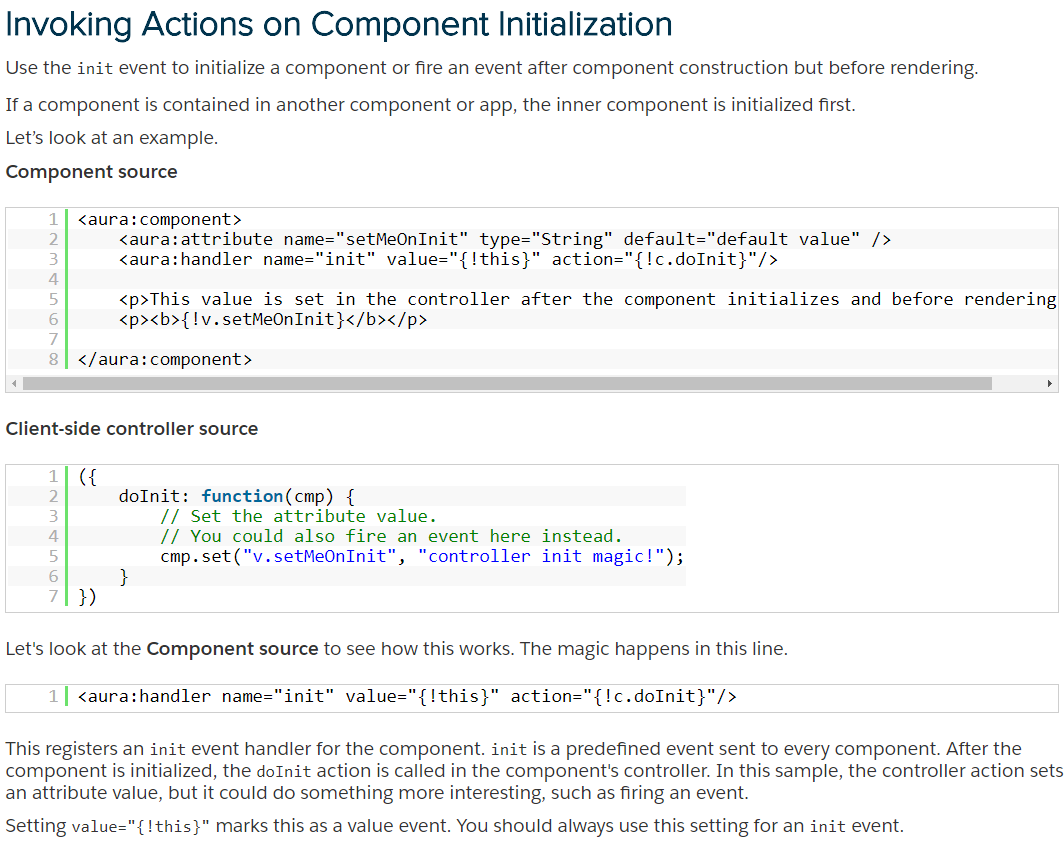 Invoking Actions on Component Initialization
Use the init event to initialize a component or fire an event after component construction but before rendering.
If a component is contained in another component or app, the inner component is initialized first.
Let’s look at an example.
Component source
1 <aura:component>
2     <aura:attribute name="setMeOnInit" type="String" default="default value" />
3     <aura:handler name="init" value="{!this}" action="{!c.doInit}"/>
4
5     <p>This value is set in the controller after the component initializes and before rendering
6     <p><b>{!v.setMeOnInit}</b></p>
7
8 </aura:component>
Client-side controller source
1 ({
2     doInit: function(cmp) {
3         // Set the attribute value.
4         // You could also fire an event here instead.
5         cmp.set("v.setMeOnInit", "controller init magic!");
6     }
7 })
Let's look at the Component source to see how this works. The magic happens in this line.
1 <aura:handler name="init" value="{!this}" action="{!c.doInit}"/>
This registers an init event handler for the component. init is a predefined event sent to every component. After the
component is initialized, the doInit action is called in the component's controller. In this sample, the controller action sets
an attribute value, but it could do something more interesting, such as firing an event.
Setting value="{!this}" marks this as a value event. You should always use this setting for an init event.